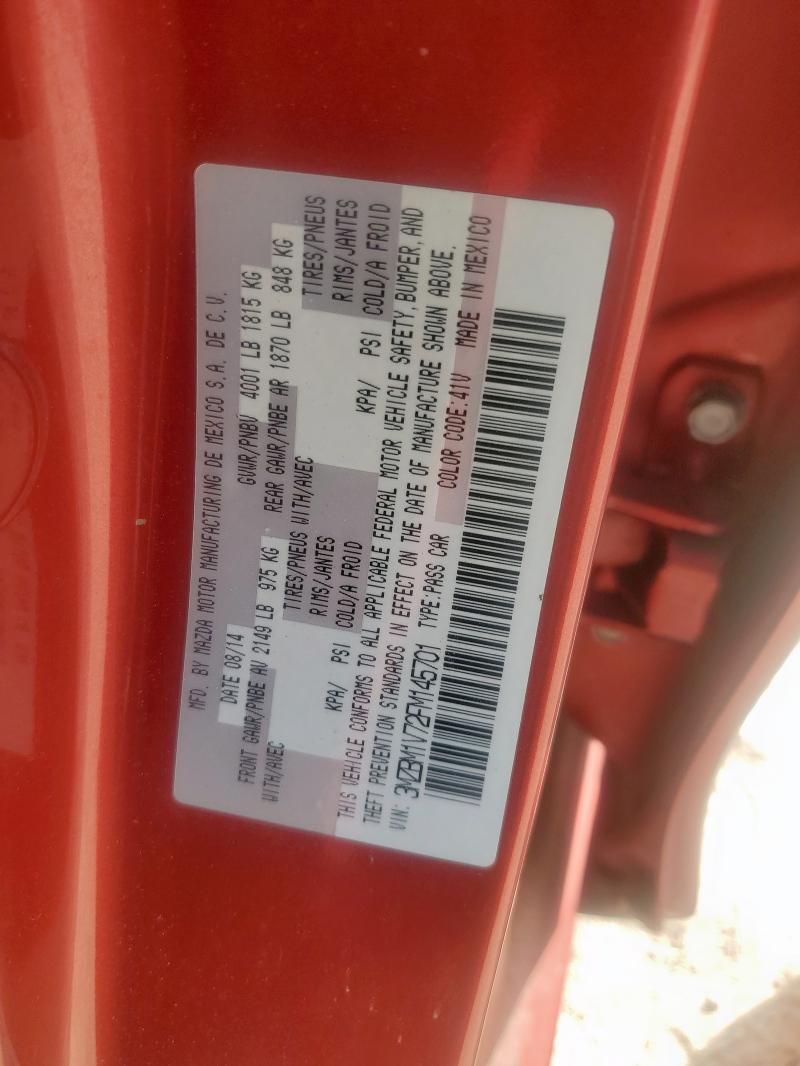 MFD. BY MAZDA MOTOR MANUFACTURING DE MEXICO S.A. DE C.V.
DATE 08/14 GVWR/PNBV 4001 LB 1815 KG
FRONT GAWR/PNBE AV 2149 LB 975 KG REAR GAWR/PNBE AR 1870 LB 848 KG
WITH/AVEC TIRES/PNEUS WITH/AVEC TIRES/PNEUS
RIMS/JANTES RIMS/JANTES
KPA/ PSI COLD/A FROID KPA/ PSI COLD/A FROID
THIS VEHICLE CONFORMS TO ALL APPLICABLE FEDERAL MOTOR VEHICLE SAFETY, BUMPER, AND
THEFT PREVENTION STANDARDS IN EFFECT ON THE DATE OF MANUFACTURE SHOWN ABOVE.
VIN: 3MZBM1V72FM145701 TYPE:PASS CAR COLOR CODE:41V MADE IN MEXICO